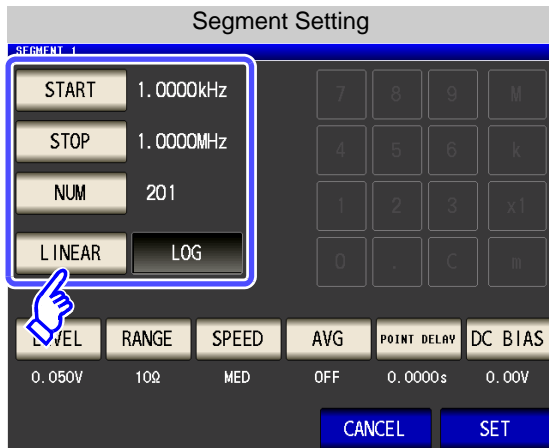 Segment Setting
SEGMENT 1
START 1.0000kHz 7 8 9 M
STOP 1.0000MHz 4 5 6 k
NUM 201 1 2 3 x1
LINEAR LOG 0 . C m
LEVEL RANGE SPEED AVG POINT DELAY DC BIAS
0.050V 10Ω MED OFF 0.0000s 0.00V
CANCEL SET